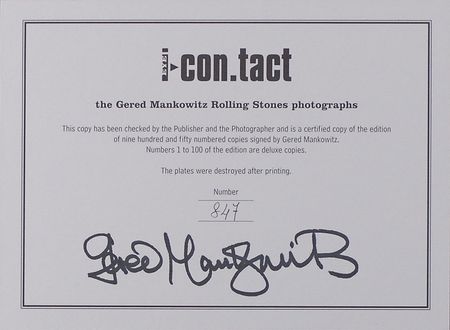 EYE
i-con.tact
the Gered Mankowitz Rolling Stones photographs
This copy has been checked by the Publisher and the Photographer and is a certified copy of the edition
of nine hundred and fifty numbered copies signed by Gered Mankowitz.
Numbers 1 to 100 of the edition are deluxe copies.
The plates were destroyed after printing.
Number
847
Gered Mankowitz